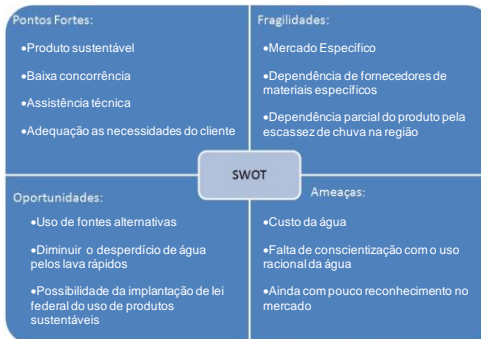 Pontos Fortes:
•Produto sustentável
•Baixa concorrência
•Assistência técnica
•Adequação as necessidades do cliente
Fragilidades:
•Mercado Específico
•Dependência de fornecedores de
materiais específicos
•Dependência parcial do produto pela
escassez de chuva na região
SWOT
Oportunidades:
•Uso de fontes alternativas
•Diminuir o desperdício de água
pelos lava rápidos
•Possibilidade da implantação de lei
federal do uso de produtos
sustentáveis
Ameaças:
•Custo da água
•Falta de conscientização com o uso
racional da água
•Ainda com pouco reconhecimento no
mercado